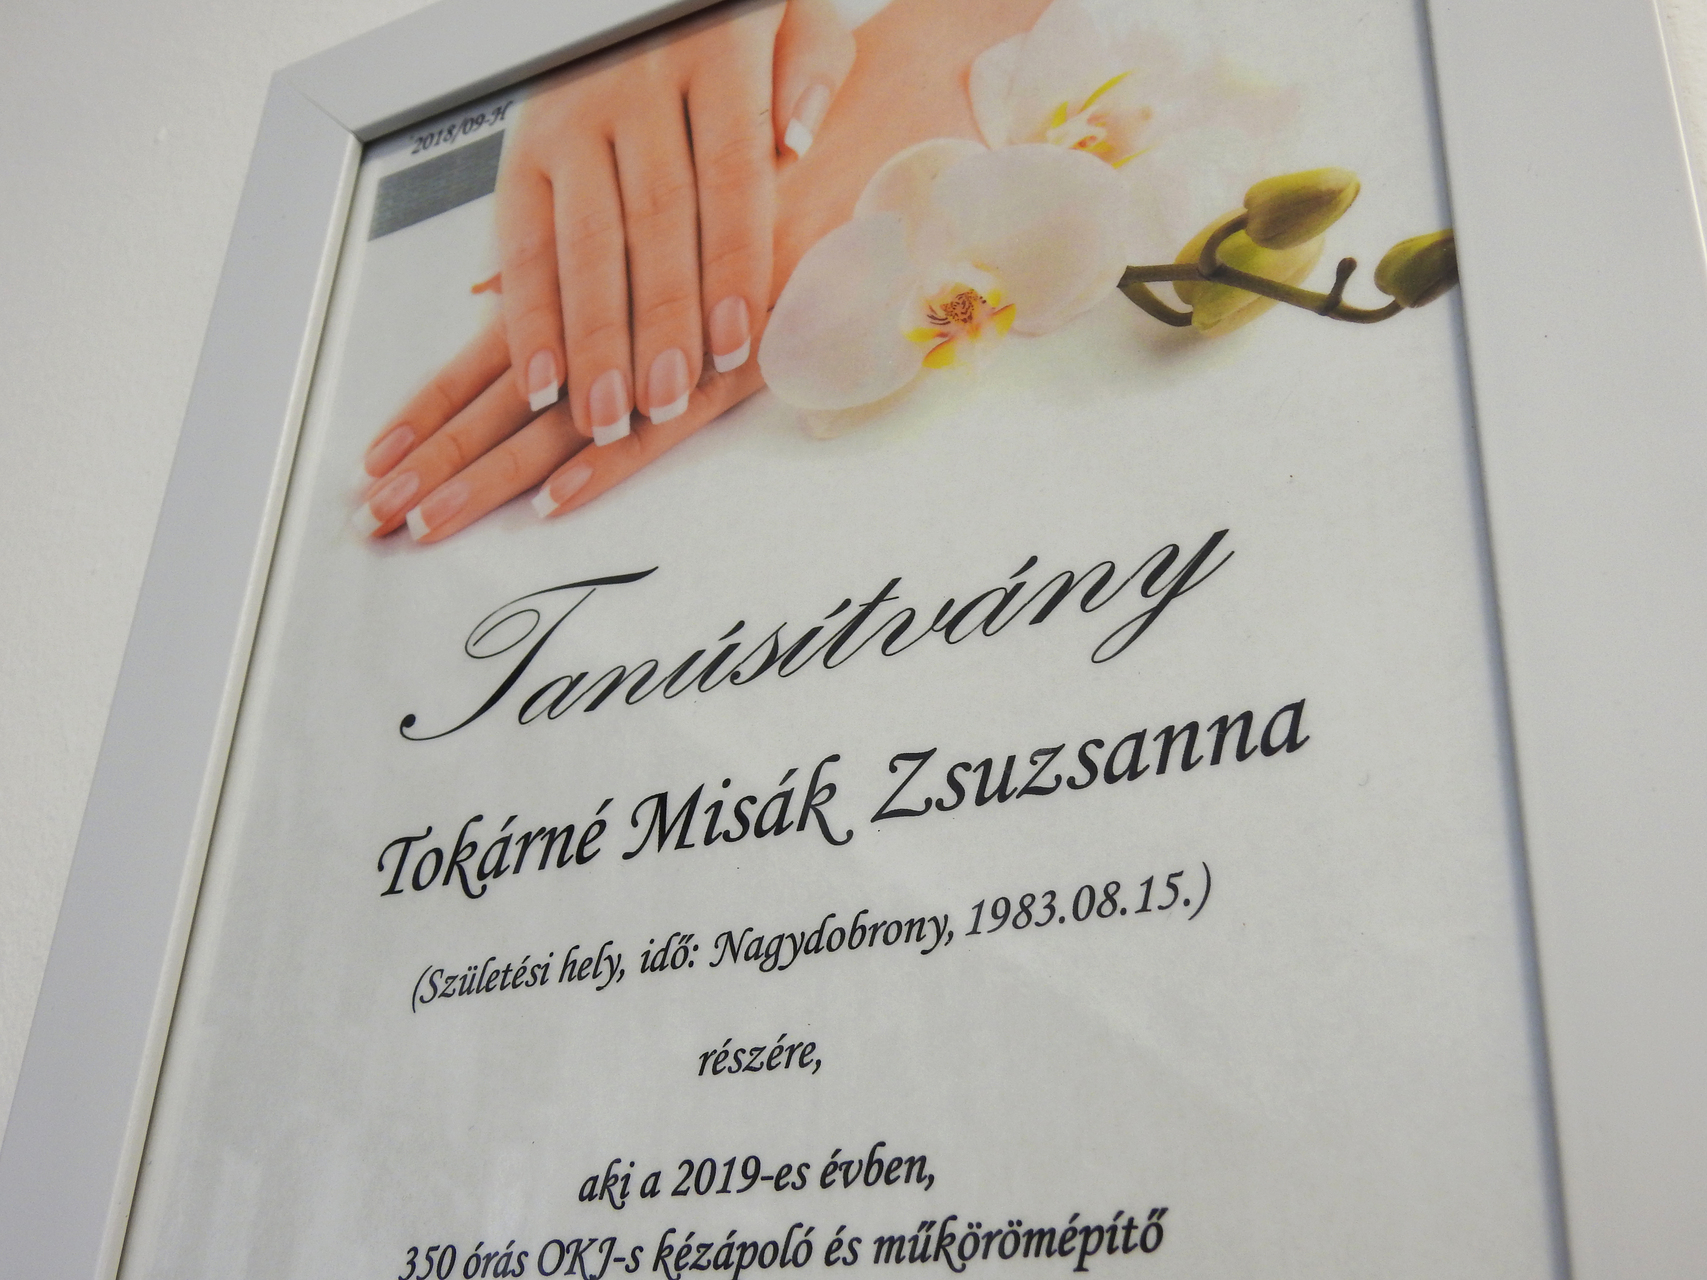 2018/09-H
Tanúsítvány
Tokárné Misák Zsuzsanna
(Születési hely, idő: Nagydobrony, 1983.08.15.)
részére,
aki a 2019-es évben,
350 órás OKJ-s kézápoló és műkörömépítő